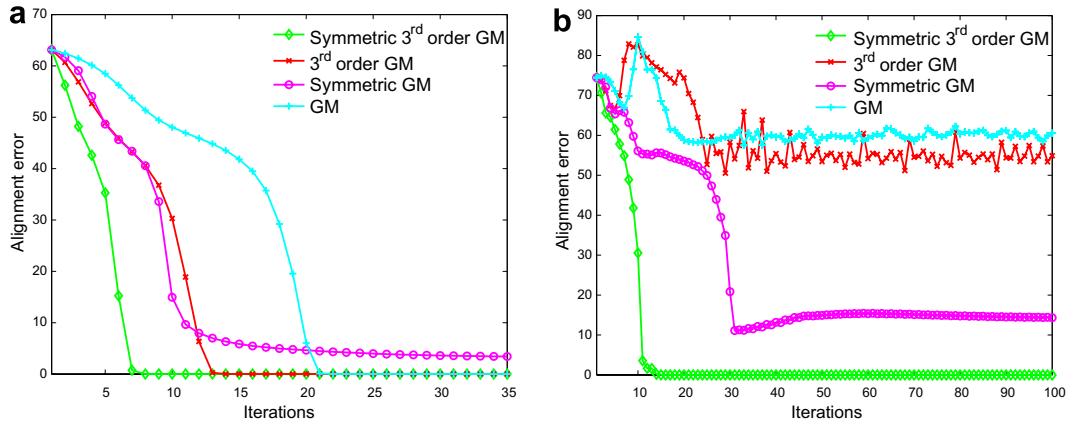 a
Alignment error
70
60
50
40
30
20
10
0
5 10 15 20 25 30 35
Iterations
Symmetric 3rd order GM
3rd order GM
Symmetric GM
GM
b
Alignment error
90
80
70
60
50
40
30
20
10
0
10 20 30 40 50 60 70 80 90 100
Iterations
Symmetric 3rd order GM
3rd order GM
Symmetric GM
GM